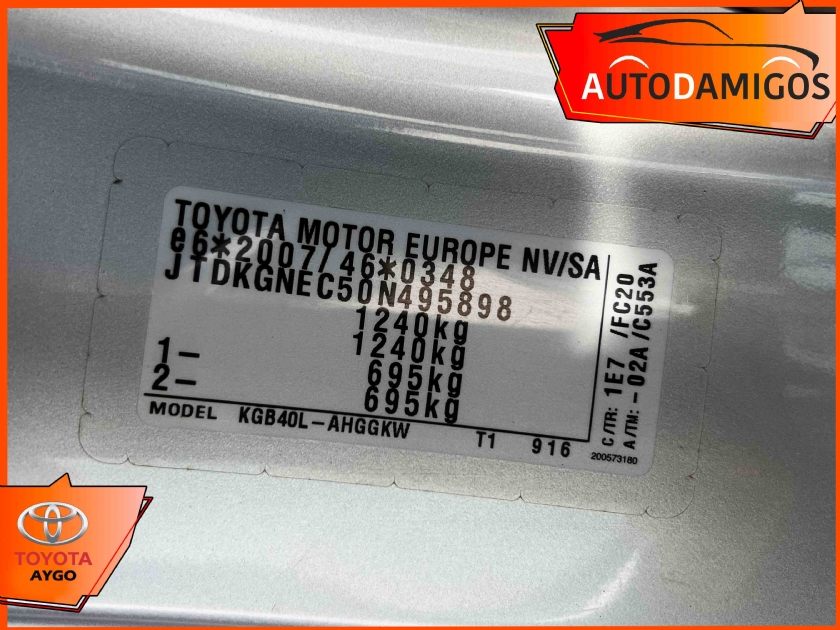 AUTODAMIGOS
TOYOTA MOTOR EUROPE NV/SA
e6*2007/46*0348
JTDKGNEC50N495898
1240kg
1240kg
1– 695kg
2– 695kg
MODEL KGB40L–AHGGKW T1 916
C/TR: 1E7 /FC20
A/TM: –02A /C553A
200573180
TOYOTA
AYGO